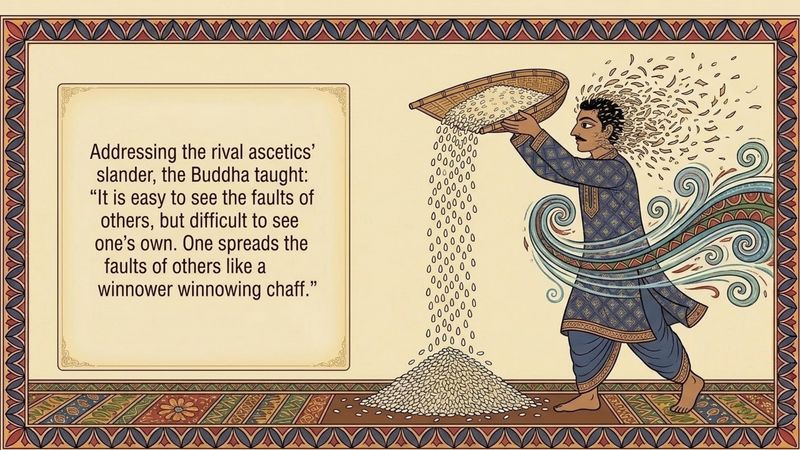 Addressing the rival ascetics’
slander, the Buddha taught:
“It is easy to see the faults of
others, but difficult to see
one’s own. One spreads the
faults of others like a
winnower winnowing chaff.”